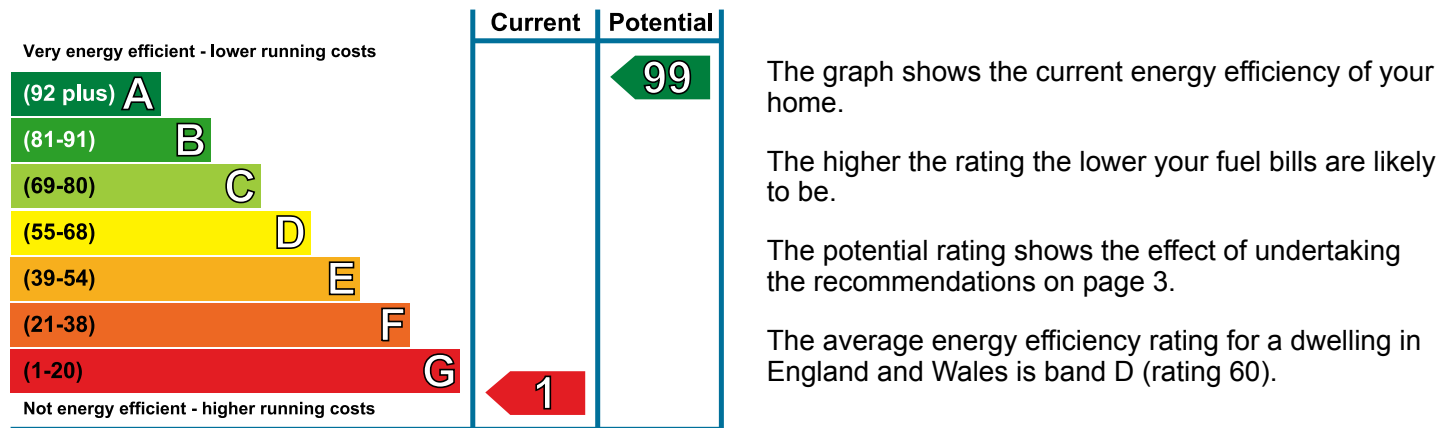 Current Potential
Very energy efficient - lower running costs
(92 plus) A
99
(81-91) B
(69-80) C
(55-68) D
(39-54) E
(21-38) F
(1-20) G
1
Not energy efficient - higher running costs
The graph shows the current energy efficiency of your
home.
The higher the rating the lower your fuel bills are likely
to be.
The potential rating shows the effect of undertaking
the recommendations on page 3.
The average energy efficiency rating for a dwelling in
England and Wales is band D (rating 60).